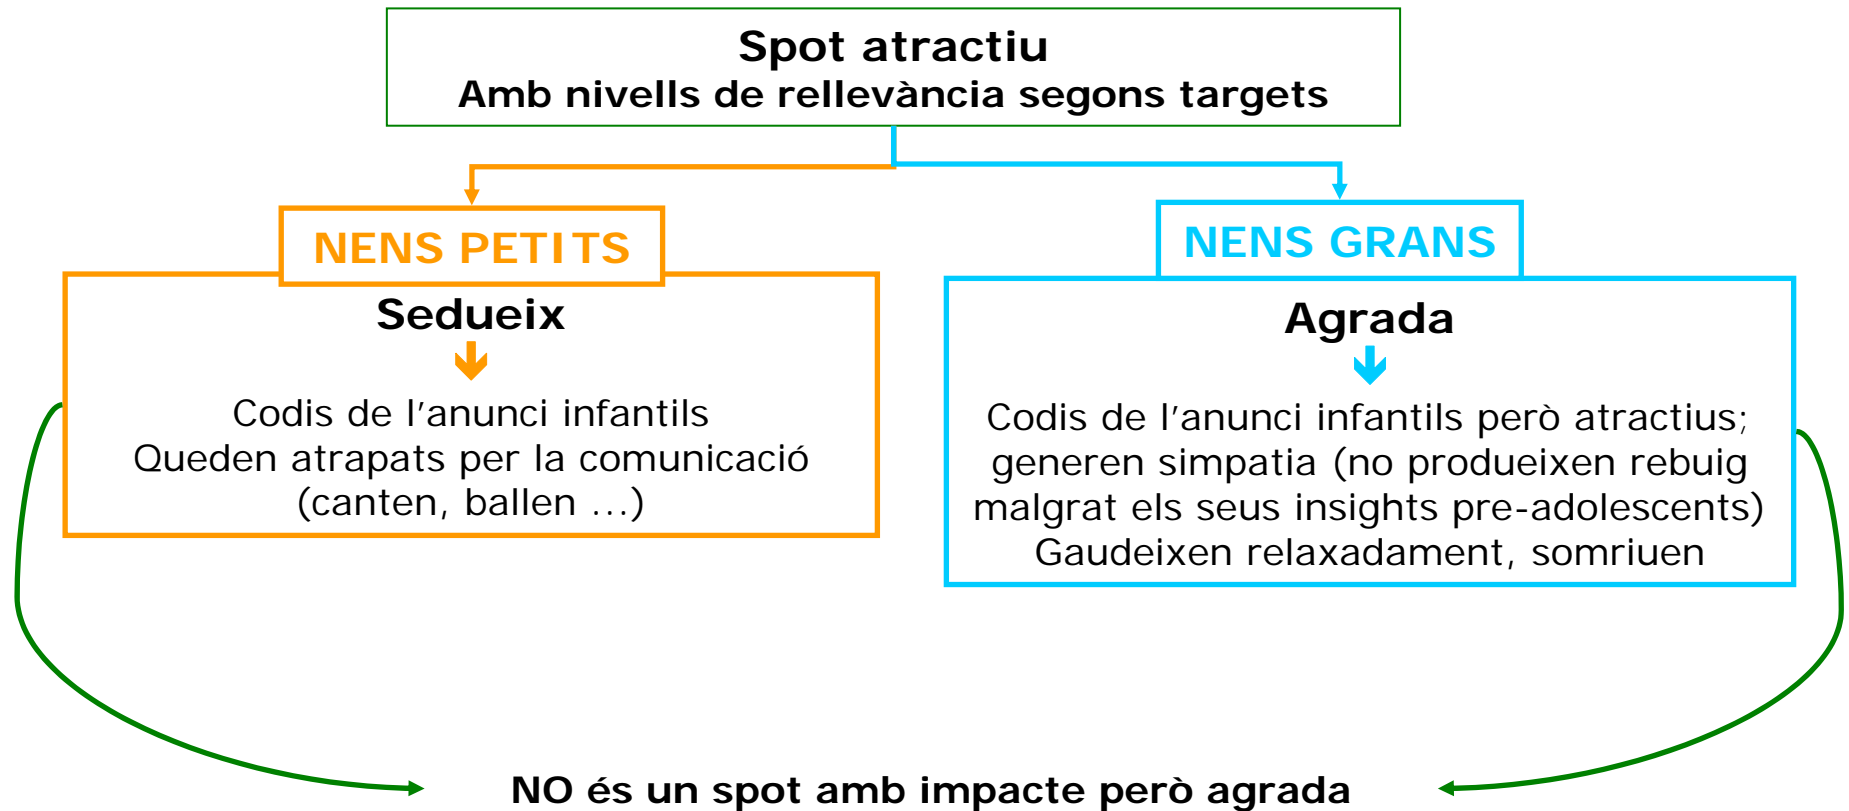 Spot atractiu
Amb nivells de rellevància segons targets
NENS PETITS
Sedueix
Codis de l’anunci infantils
Queden atrapats per la comunicació
(canten, ballen ...)
NENS GRANS
Agrada
Codis de l’anunci infantils però atractius;
generen simpatia (no produeixen rebuig
malgrat els seus insights pre-adolescents)
Gaudeixen relaxadament, somriuen
NO és un spot amb impacte però agrada